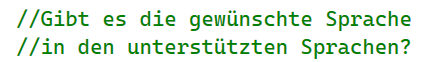 //Gibt es die gewünschte Sprache
//in den unterstützten Sprachen?